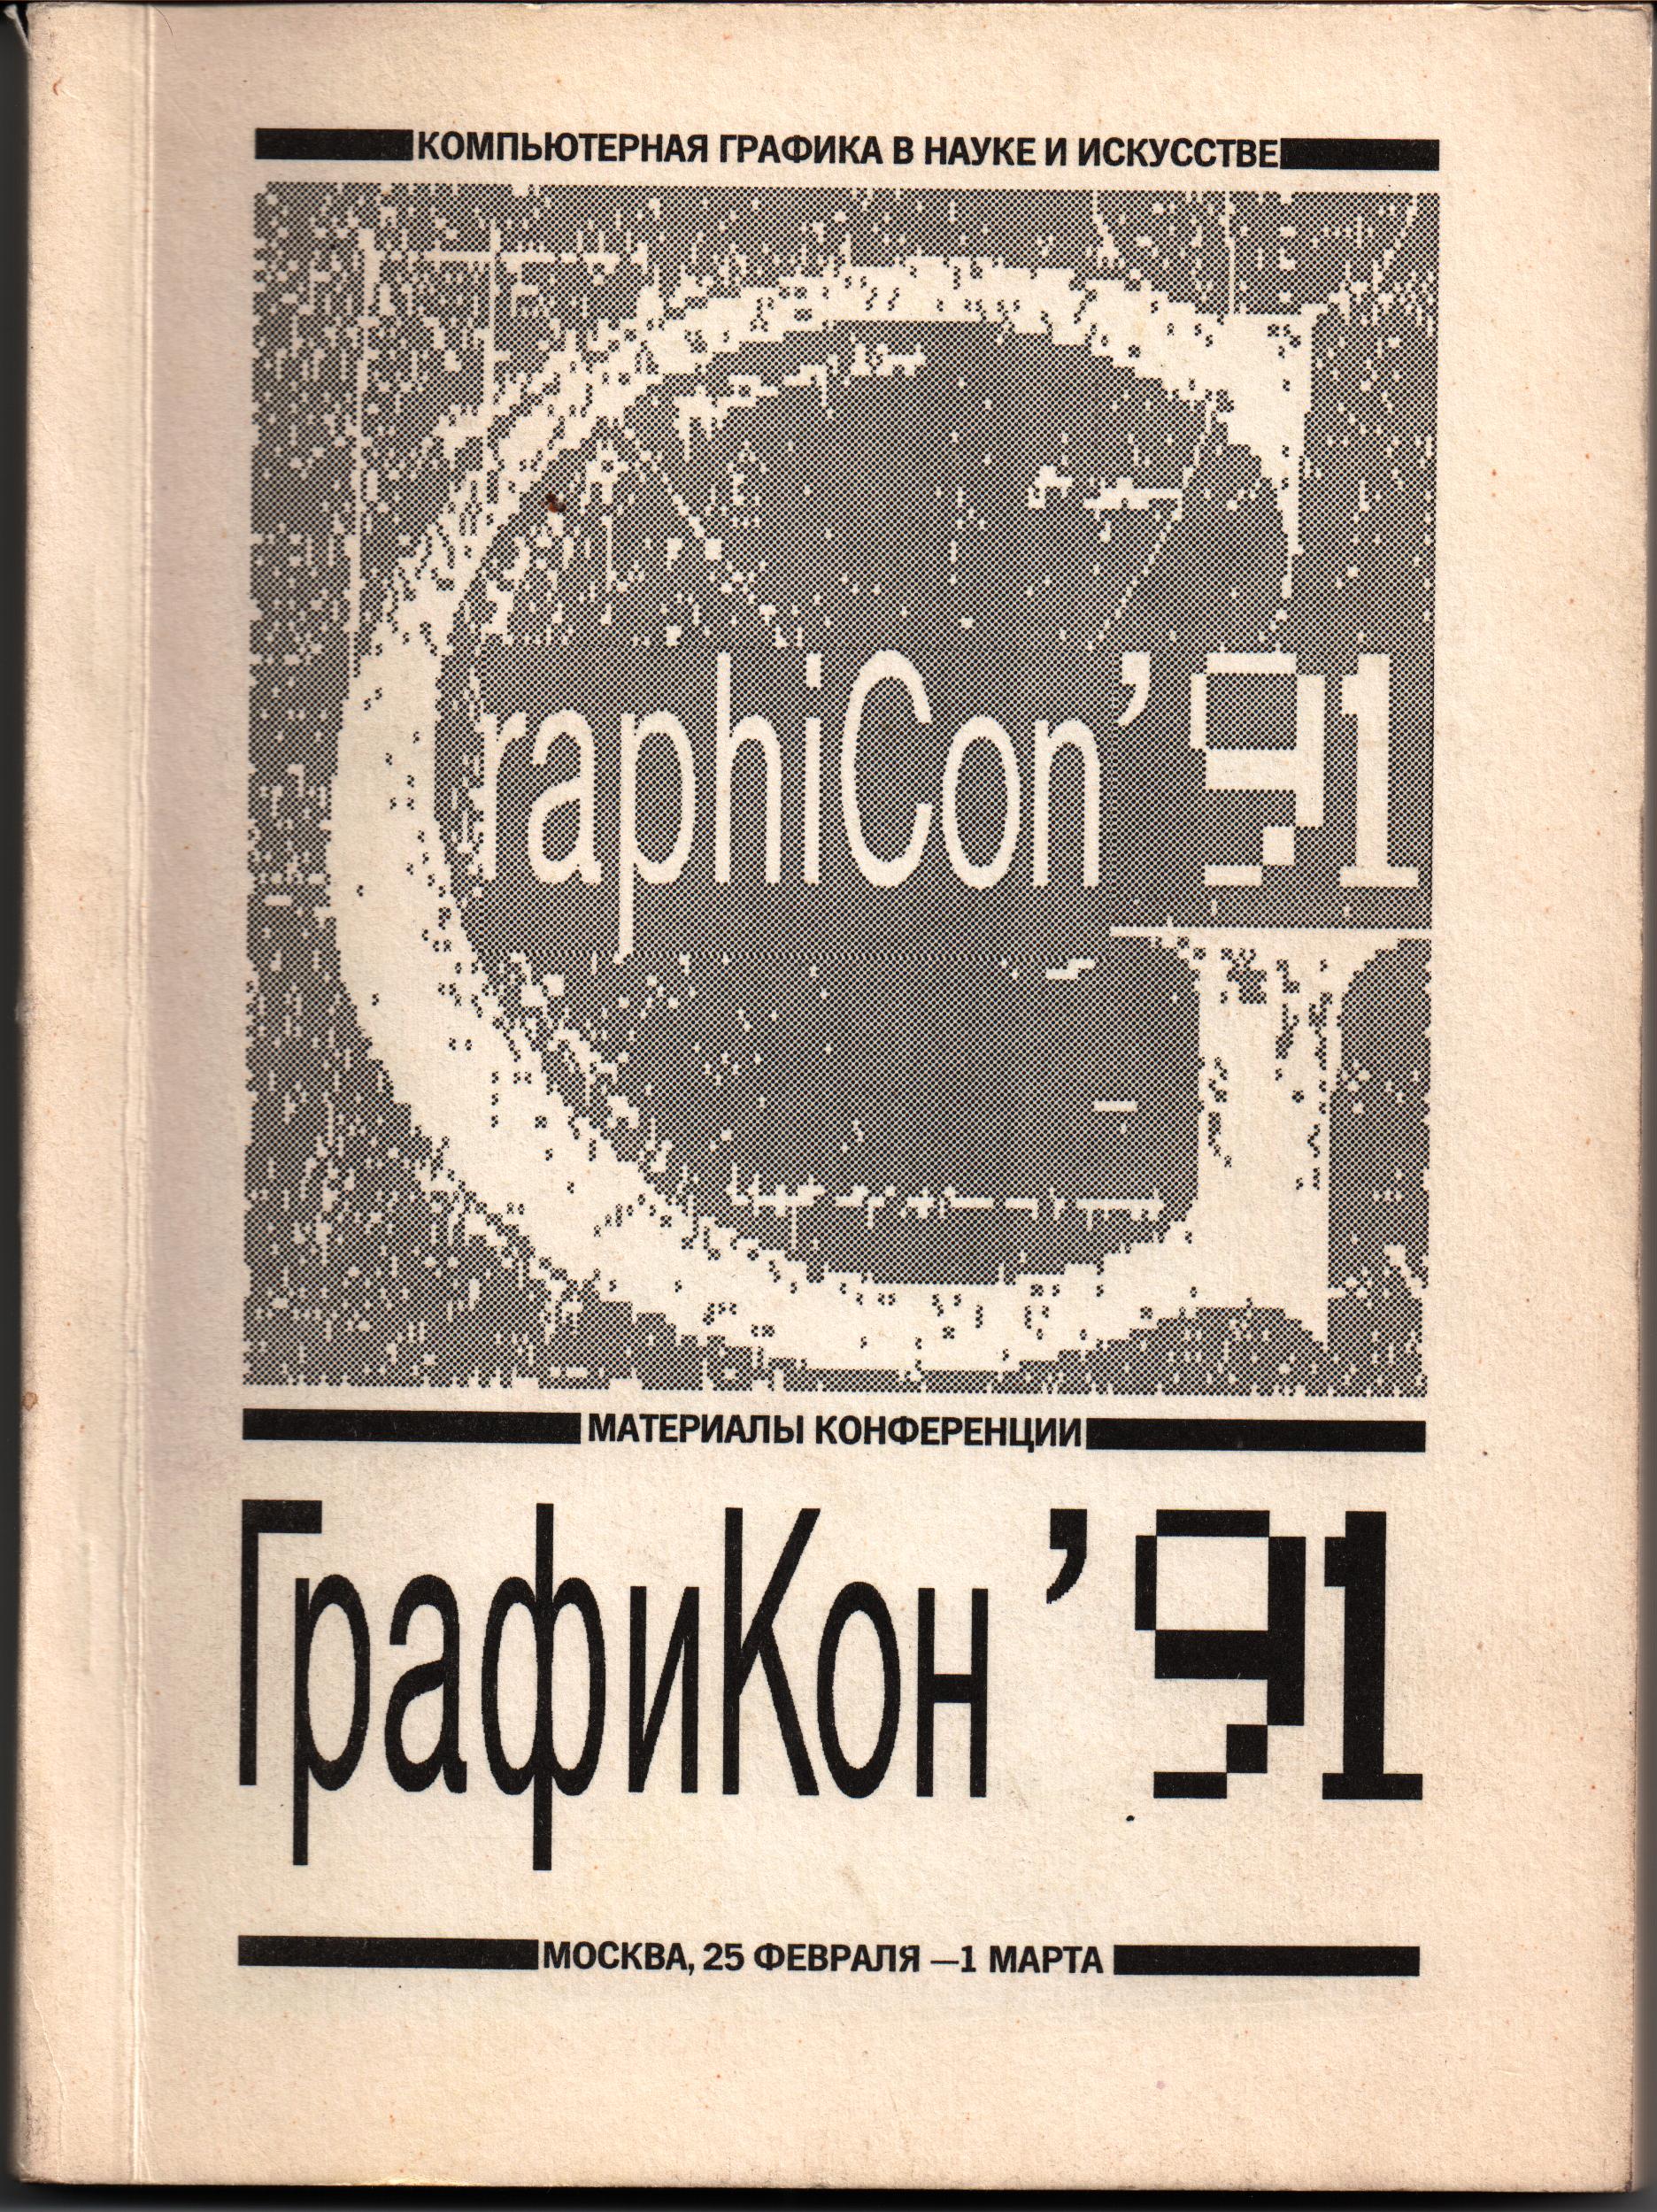 КОМПЬЮТЕРНАЯ ГРАФИКА В НАУКЕ И ИСКУССТВЕ
GraphiCon’91
МАТЕРИАЛЫ КОНФЕРЕНЦИИ
ГрафиКон’91
МОСКВА, 25 ФЕВРАЛЯ —1 МАРТА